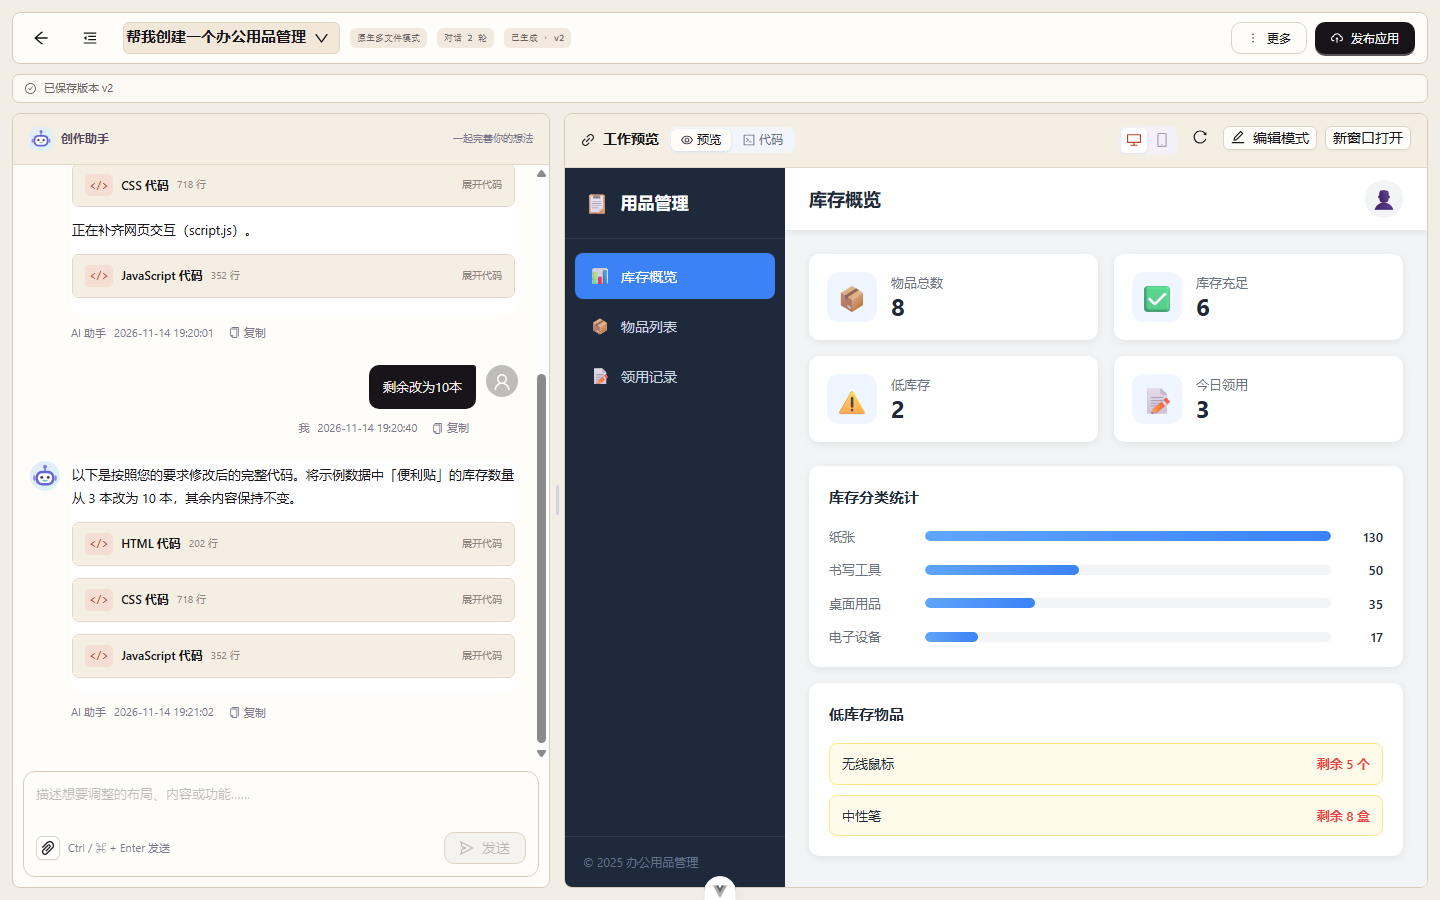 帮我创建一个办公用品管理
原生多文件模式
对话 2 轮
已生成 · v2
更多
发布应用
已保存版本 v2
创作助手
一起完善你的想法
</> CSS 代码 718 行 展开代码
正在补齐网页交互（script.js）。
</> JavaScript 代码 352 行 展开代码
AI 助手 2026-11-14 19:20:01 复制
剩余改为10本
我 2026-11-14 19:20:40 复制
以下是按照您的要求修改后的完整代码。将示例数据中「便利贴」的库存数量
从 3 本改为 10 本，其余内容保持不变。
</> HTML 代码 202 行 展开代码
</> CSS 代码 718 行 展开代码
</> JavaScript 代码 352 行 展开代码
AI 助手 2026-11-14 19:21:02 复制
描述想要调整的布局、内容或功能......
Ctrl / ⌘ + Enter 发送
发送
工作预览
预览
代码
编辑模式
新窗口打开
用品管理
库存概览
物品列表
领用记录
© 2025 办公用品管理
库存概览
物品总数
8
库存充足
6
低库存
2
今日领用
3
库存分类统计
纸张 130
书写工具 50
桌面用品 35
电子设备 17
低库存物品
无线鼠标 剩余 5 个
中性笔 剩余 8 盒